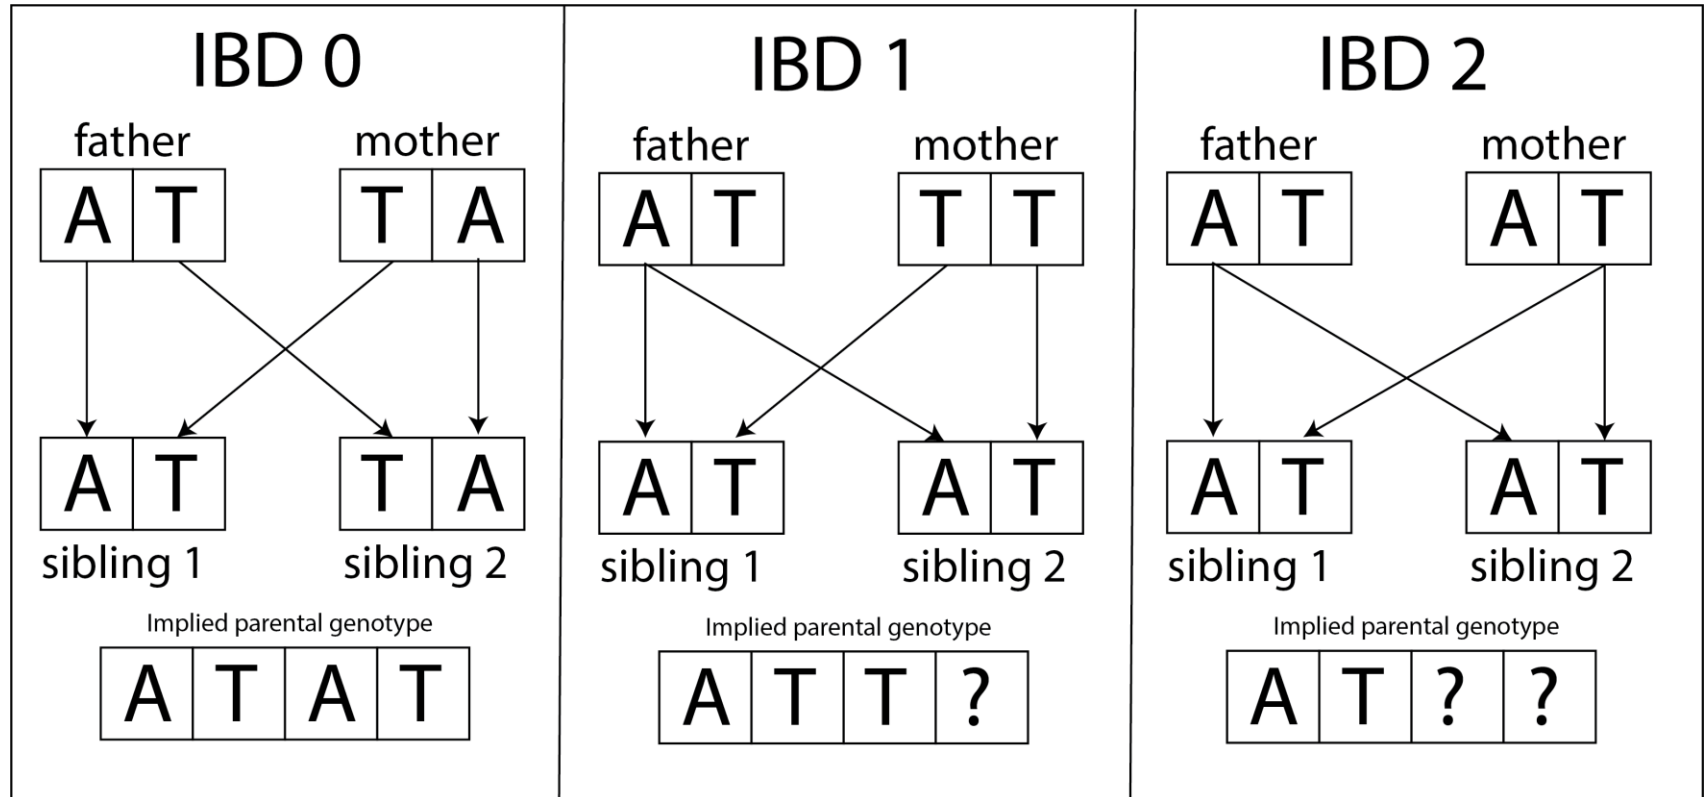 IBD 0
father mother
A T T A
A T T A
sibling 1 sibling 2
Implied parental genotype
A T A T
IBD 1
father mother
A T T T
A T A T
sibling 1 sibling 2
Implied parental genotype
A T T ?
IBD 2
father mother
A T A T
A T A T
sibling 1 sibling 2
Implied parental genotype
A T ? ?